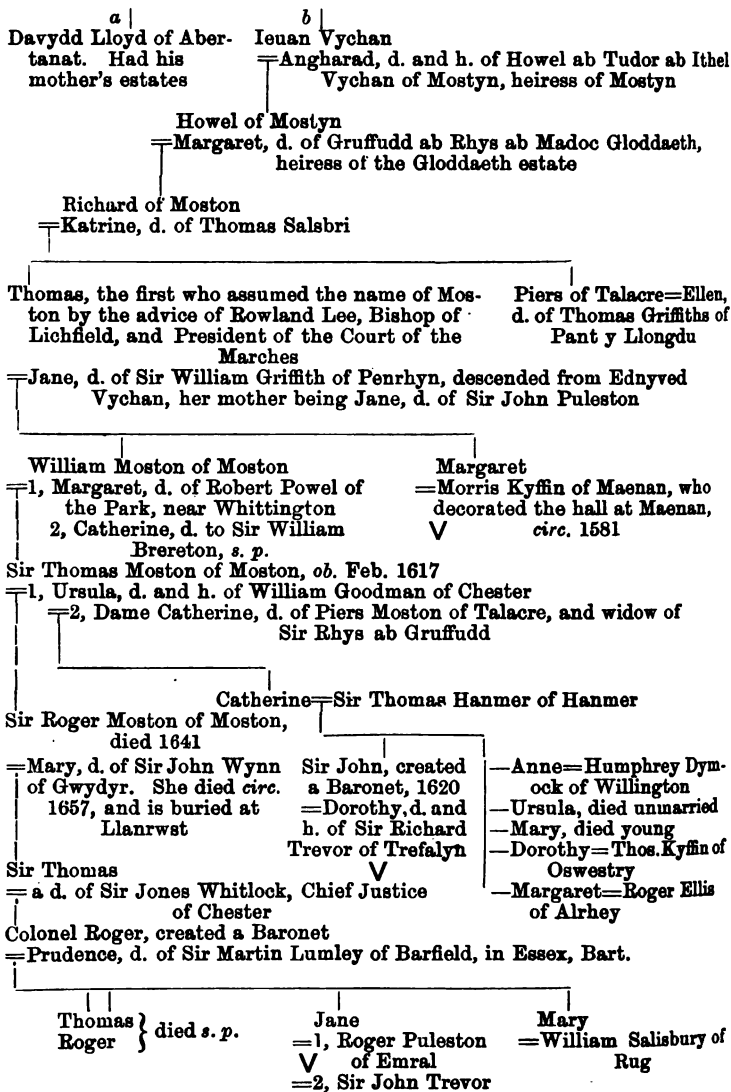 a b
Davydd Lloyd of Aber-
tanat. Had his
mother's estates
Ieuan Vychan
=Angharad, d. and h. of Howel ab Tudor ab Ithel
Vychan of Mostyn, heiress of Mostyn
Howel of Mostyn
=Margaret, d. of Gruffudd ab Rhys ab Madoc Gloddaeth,
heiress of the Gloddaeth estate
Richard of Moston
=Katrine, d. of Thomas Salsbri
Thomas, the first who assumed the name of Mos-
ton by the advice of Rowland Lee, Bishop of
Lichfield, and President of the Court of the
Marches
=Jane, d. of Sir William Griffith of Penrhyn, descended from Ednyved
Vychan, her mother being Jane, d. of Sir John Puleston
Piers of Talacre=Ellen,
d. of Thomas Griffiths of
Pant y Llongdu
William Moston of Moston
=1, Margaret, d. of Robert Powel of
the Park, near Whittington
2, Catherine, d. to Sir William
Brereton, s. p.
Margaret
=Morris Kyffin of Maenan, who
decorated the hall at Maenan,
circ. 1581
Sir Thomas Moston of Moston, ob. Feb. 1617
=1, Ursula, d. and h. of William Goodman of Chester
=2, Dame Catherine, d. of Piers Moston of Talacre, and widow of
Sir Rhys ab Gruffudd
Catherine=Sir Thomas Hanmer of Hanmer
Sir Roger Moston of Moston,
died 1641
=Mary, d. of Sir John Wynn
of Gwydyr. She died circ.
1657, and is buried at
Llanrwst
Sir John, created
a Baronet, 1620
=Dorothy, d. and
h. of Sir Richard
Trevor of Trefalyn
—Anne=Humphrey Dym-
ock of Willington
—Ursula, died unmarried
—Mary, died young
—Dorothy=Thos. Kyffin of
Oswestry
—Margaret=Roger Ellis
of Alrhey
Sir Thomas
=a d. of Sir Jones Whitlock, Chief Justice
of Chester
Colonel Roger, created a Baronet
=Prudence, d. of Sir Martin Lumley of Barfield, in Essex, Bart.
Thomas
Roger } died s. p.
Jane
=1, Roger Puleston
of Emral
=2, Sir John Trevor
Mary
=William Salisbury of
Rug